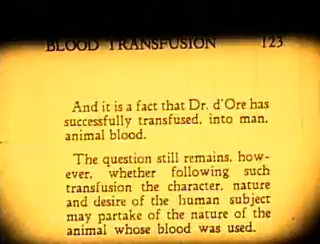 BLOOD TRANSFUSION 123
And it is a fact that Dr. d'Ore has
successfully transfused, into man,
animal blood.
The question still remains, how-
ever, whether following such
transfusion the character, nature
and desire of the human subject
may partake of the nature of the
animal whose blood was used.